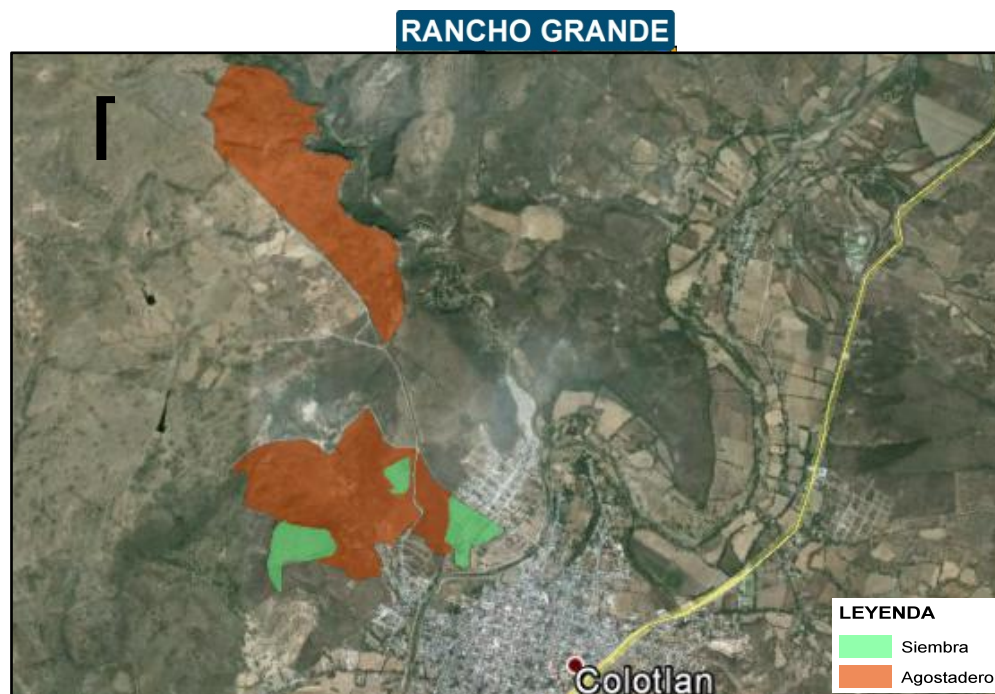 RANCHO GRANDE
Colotlan
LEYENDA
Siembra
Agostadero